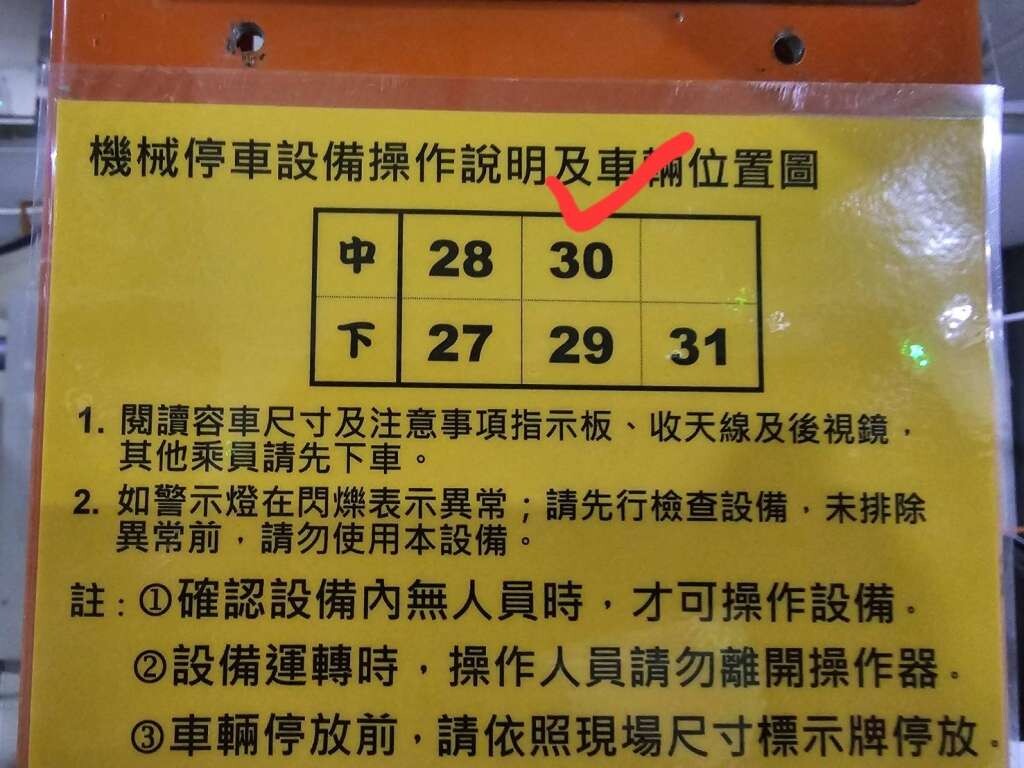 機械停車設備操作說明及車輛位置圖
中 28 30
下 27 29 31
1. 閱讀容車尺寸及注意事項指示板、收天線及後視鏡，
其他乘員請先下車。
2. 如警示燈在閃爍表示異常；請先行檢查設備，未排除
異常前，請勿使用本設備。
註：①確認設備內無人員時，才可操作設備。
②設備運轉時，操作人員請勿離開操作器。
③車輛停放前，請依照現場尺寸標示牌停放。